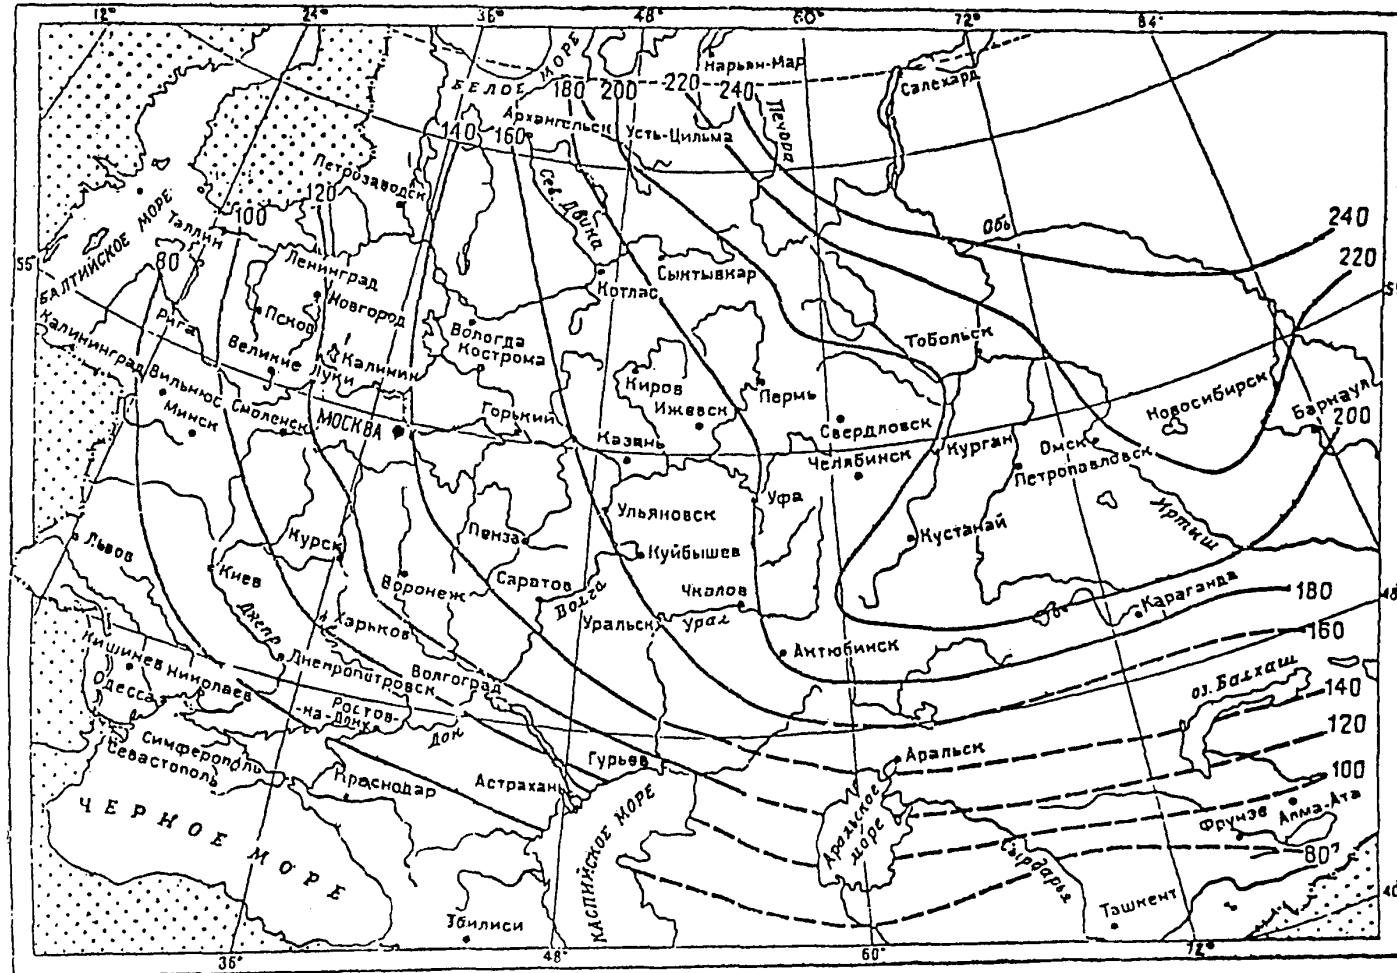 12° 24° 36° 48° 60° 72° 84°
БЕЛОЕ МОРЕ
Нарьян-Мар
180 200 220 240
Салехард
Печора
140 160
Архангельск Усть-Цильма
Петрозаводск
120
100
Сев. Двина
БАЛТИЙСКОЕ МОРЕ
Таллин
80
Обь
240
220
55°
Ленинград
Новгород
Псков
Рига
Сыктывкар
Котлас
Вологда
Кострома
Калининград
Вильнюс
Великие Луки
Калинин
Тобольск
Киров
Ижевск
Пермь
Новосибирск
Барнаул
200
Минск
Смоленск
МОСКВА
Горький
Казань
Свердловск
Курган
Омск
Челябинск
Петропавловск
Уфа
Иртыш
Ульяновск
Кустанай
Пенза
Куйбышев
Львов
Курск
Киев
Воронеж
Саратов
Волга
Чкалов
Караганда
180
48°
Днепр
Харьков
Уральск
Урал
160
Актюбинск
Кишинев
Николаев
Одесса
Днепропитровск
Волгоград
оз. Балхаш
140
Ростов-
-на-Дону
Дон
120
Симферополь
Севастополь
Гурьев
Аральск
100
Краснодар
Астрахань
КАСПИЙСКОЕ МОРЕ
Аральское
море
Фрунзе
Алма-Ата
ЧЕРНОЕ МОРЕ
Сырдарья
80
Тбилиси
Ташкент
40°
36° 48° 60° 72°